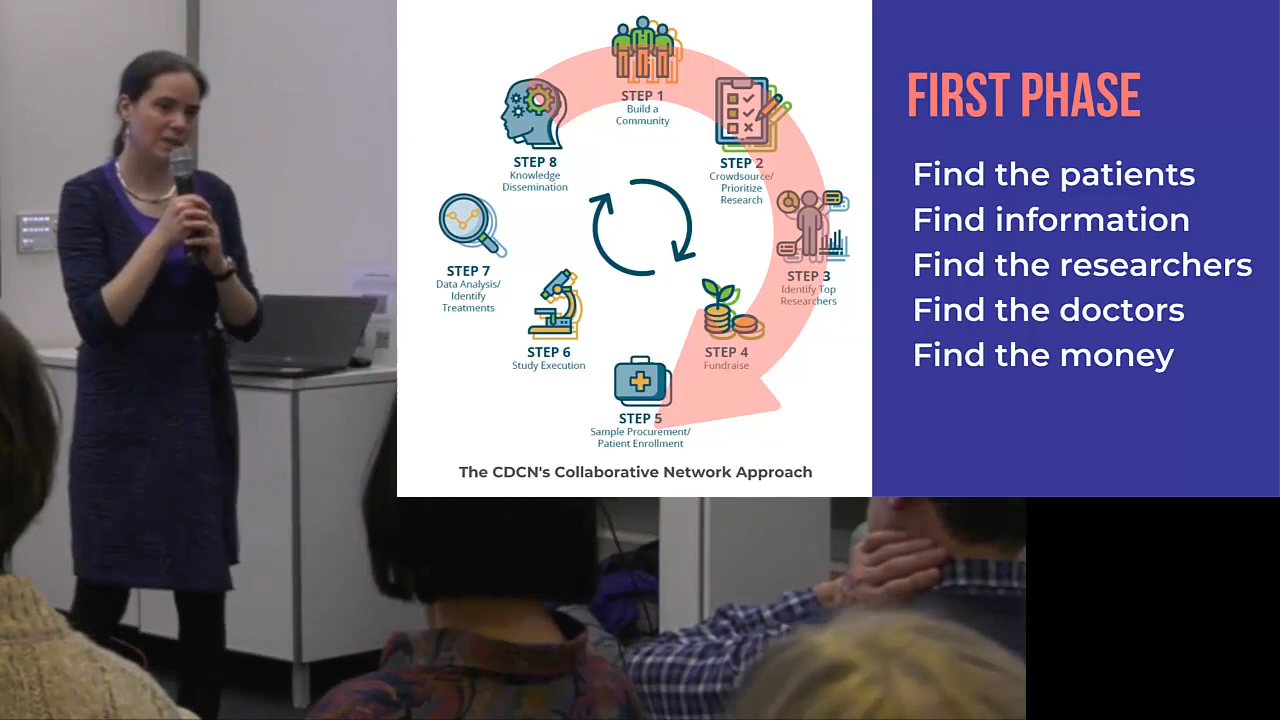 STEP 1
Build a
Community
STEP 2
Crowdsource/
Prioritize
Research
STEP 3
Identify Top
Researchers
STEP 4
Fundraise
STEP 5
Sample Procurement/
Patient Enrollment
STEP 6
Study Execution
STEP 7
Data Analysis/
Identify
Treatments
STEP 8
Knowledge
Dissemination
The CDCN's Collaborative Network Approach
FIRST PHASE
Find the patients
Find information
Find the researchers
Find the doctors
Find the money